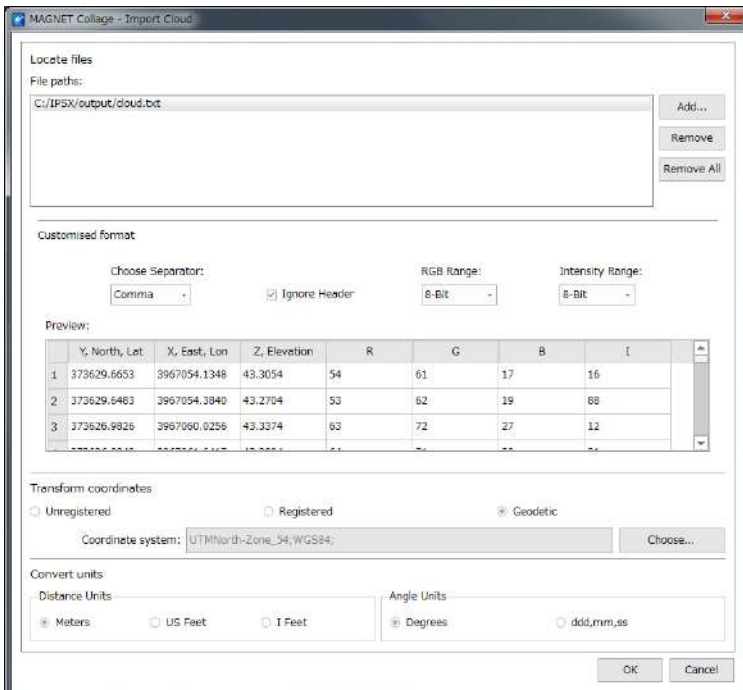 MAGNET Collage - Import Cloud
Locate files
File paths:
C:/IPSX/output/cloud.txt
Add...
Remove
Remove All
Customised format
Choose Separator:
RGB Range:
Intensity Range:
Comma
Ignore Header
8-Bit
8-Bit
Preview:
Y, North, Lat X, East, Lon Z, Elevation R G B I
1 373629.6653 3967054.1348 43.3054 54 61 17 16
2 373629.6483 3967054.3840 43.2704 53 62 19 88
3 373626.9826 3967060.0256 43.3374 63 72 27 12
Transform coordinates
Unregistered
Registered
Geodetic
Coordinate system: UTMNorth-Zone_54;WGS84;
Choose...
Convert units
Distance Units
Angle Units
Meters
US Feet
I Feet
Degrees
ddd,mm,ss
OK
Cancel